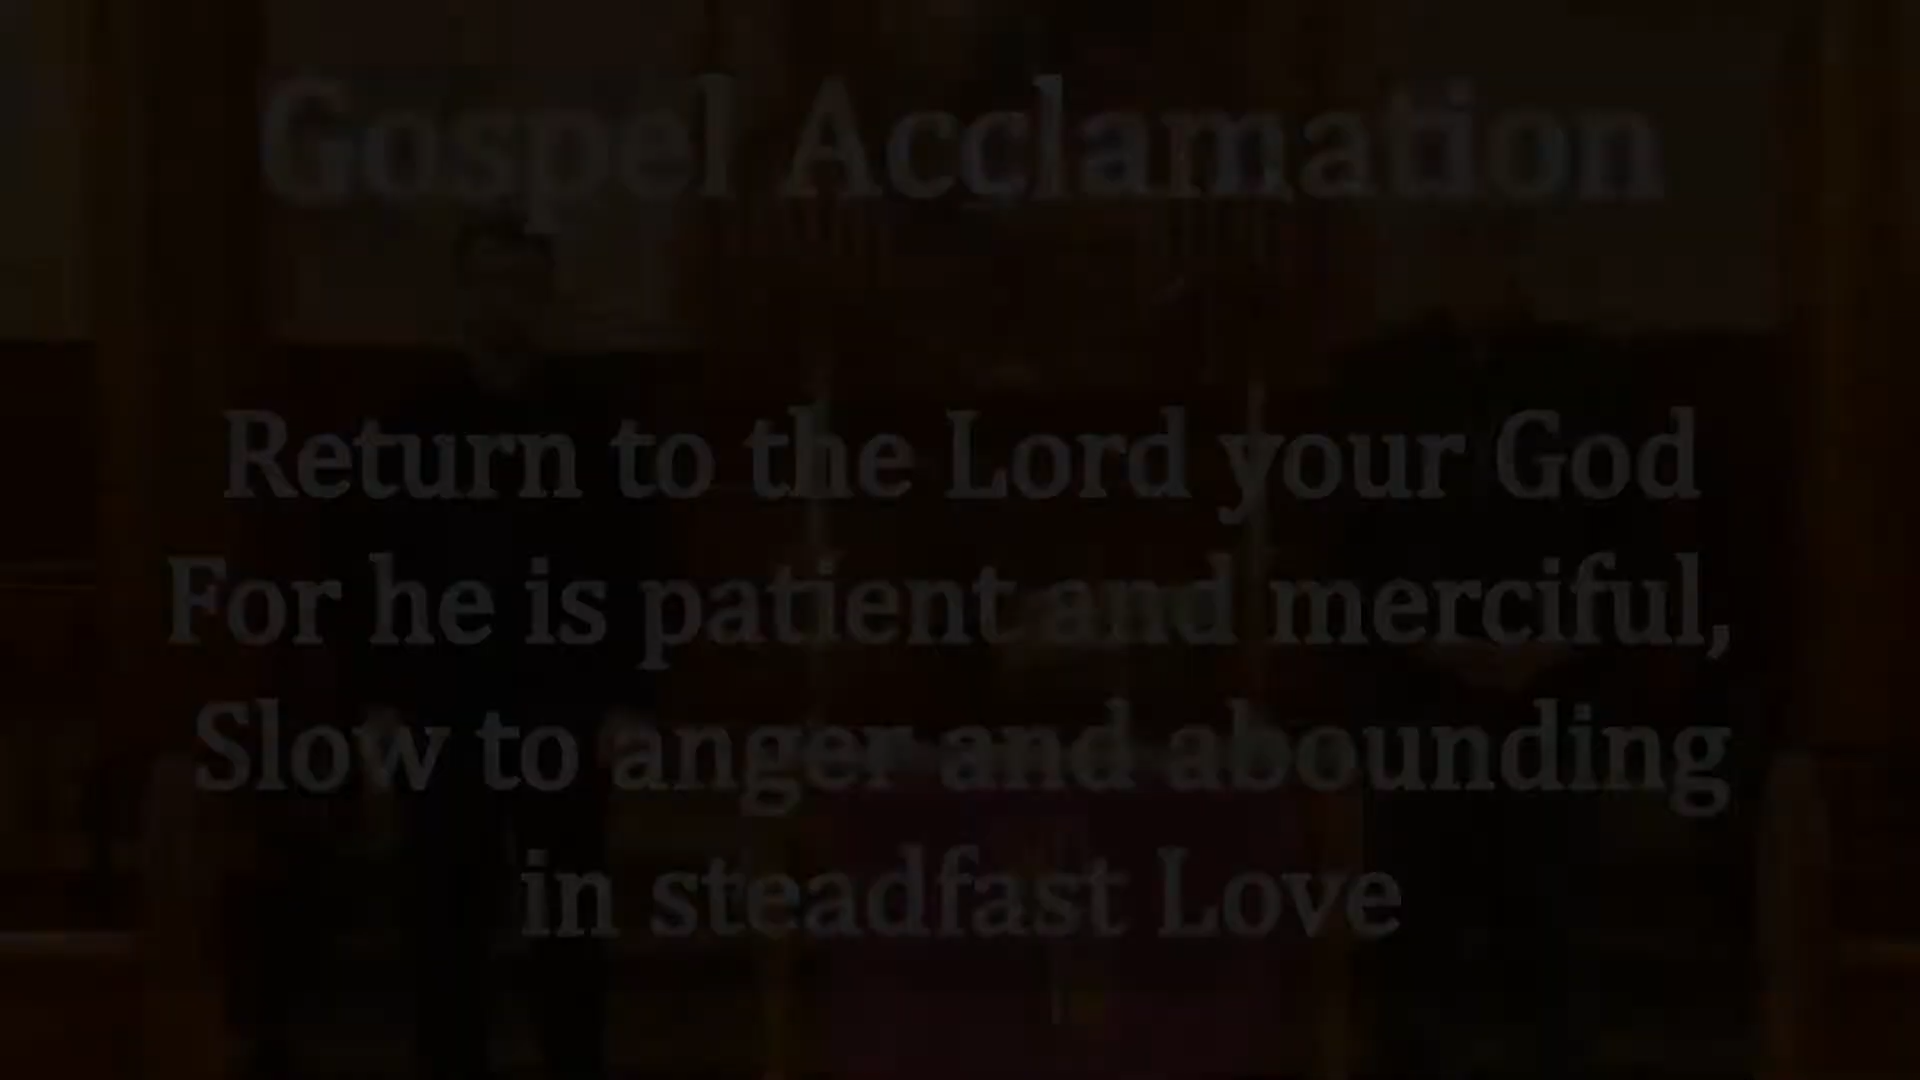 Gospel Acclamation
Return to the Lord your God
For he is patient and merciful,
Slow to anger and abounding
in steadfast Love